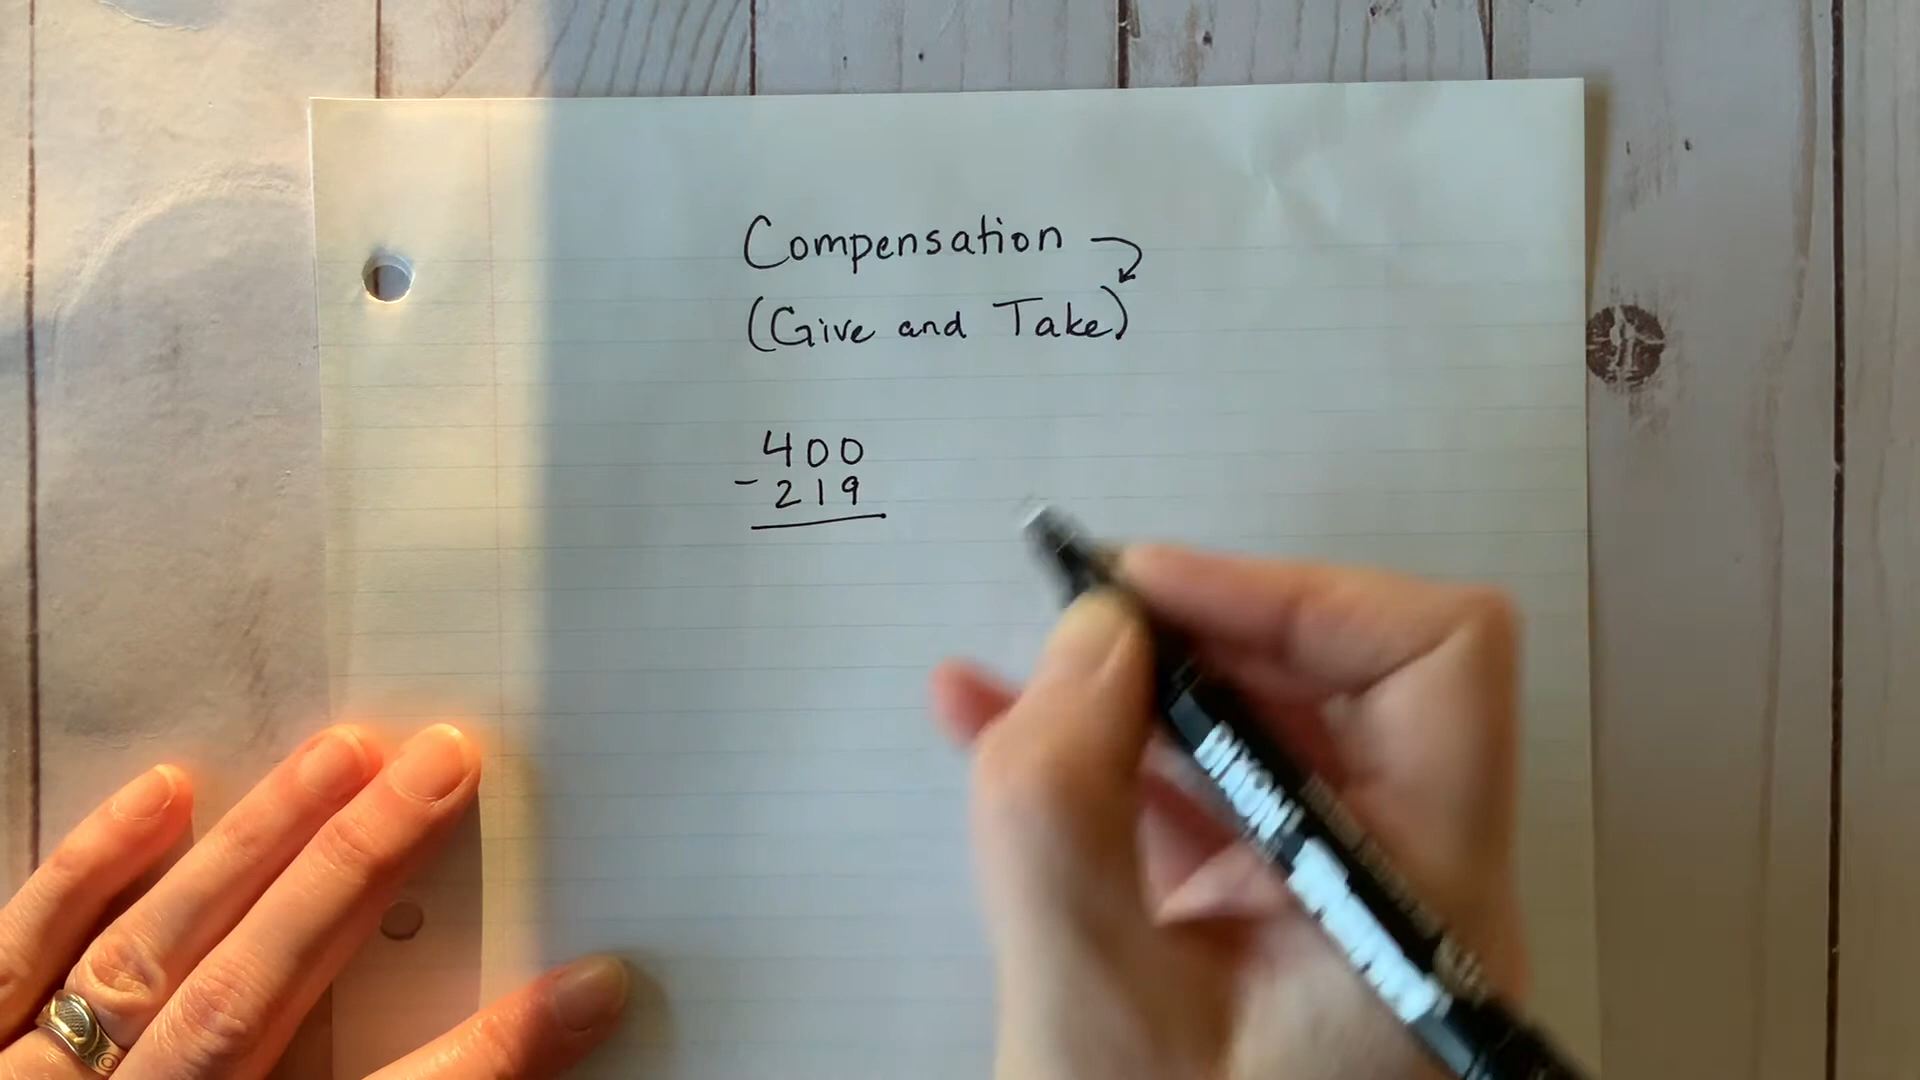 Compensation
(Give and Take)
400
- 219